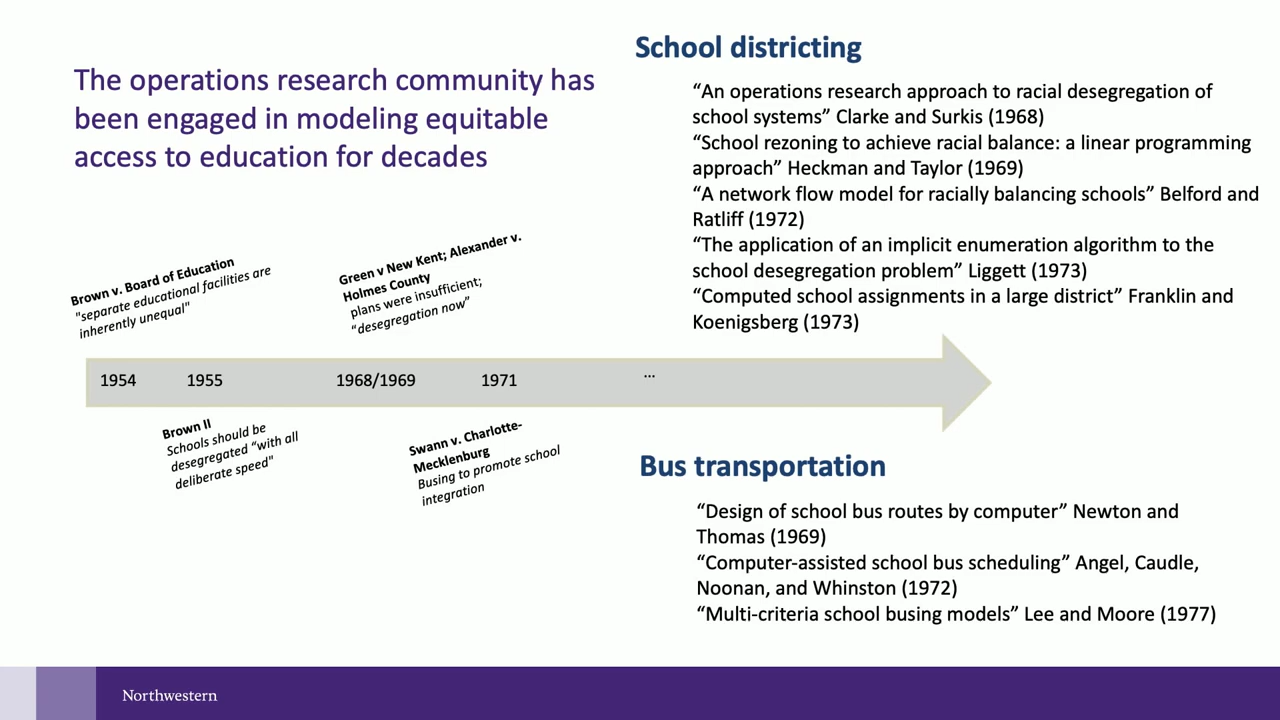 The operations research community has
been engaged in modeling equitable
access to education for decades
School districting
“An operations research approach to racial desegregation of
school systems” Clarke and Surkis (1968)
“School rezoning to achieve racial balance: a linear programming
approach” Heckman and Taylor (1969)
“A network flow model for racially balancing schools” Belford and
Ratliff (1972)
“The application of an implicit enumeration algorithm to the
school desegregation problem” Liggett (1973)
“Computed school assignments in a large district” Franklin and
Koenigsberg (1973)
Brown v. Board of Education
"separate educational facilities are
inherently unequal"
Green v New Kent; Alexander v.
Holmes County
plans were insufficient;
“desegregation now”
1954
1955
1968/1969
1971
...
Brown II
Schools should be
desegregated “with all
deliberate speed"
Swann v. Charlotte-
Mecklenburg
Busing to promote school
integration
Bus transportation
“Design of school bus routes by computer” Newton and
Thomas (1969)
“Computer-assisted school bus scheduling” Angel, Caudle,
Noonan, and Whinston (1972)
“Multi-criteria school busing models” Lee and Moore (1977)
Northwestern